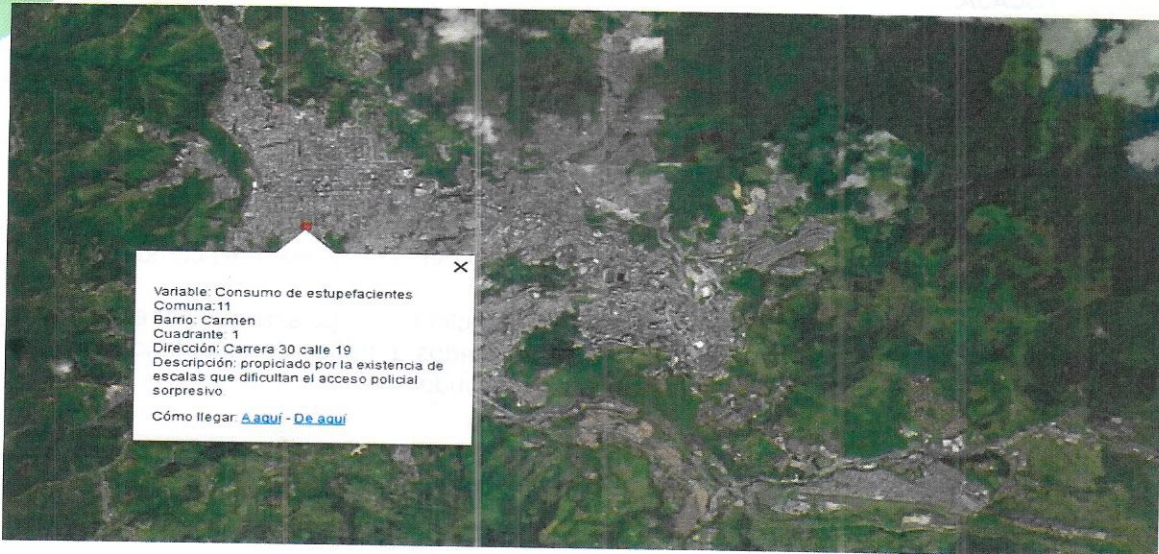 Variable: Consumo de estupefacientes
Comuna:11
Barrio: Carmen
Cuadrante: 1
Dirección: Carrera 30 calle 19
Descripción: propiciado por la existencia de
escalas que dificultan el acceso policial
sorpresivo.
Cómo llegar: A aquí - De aquí